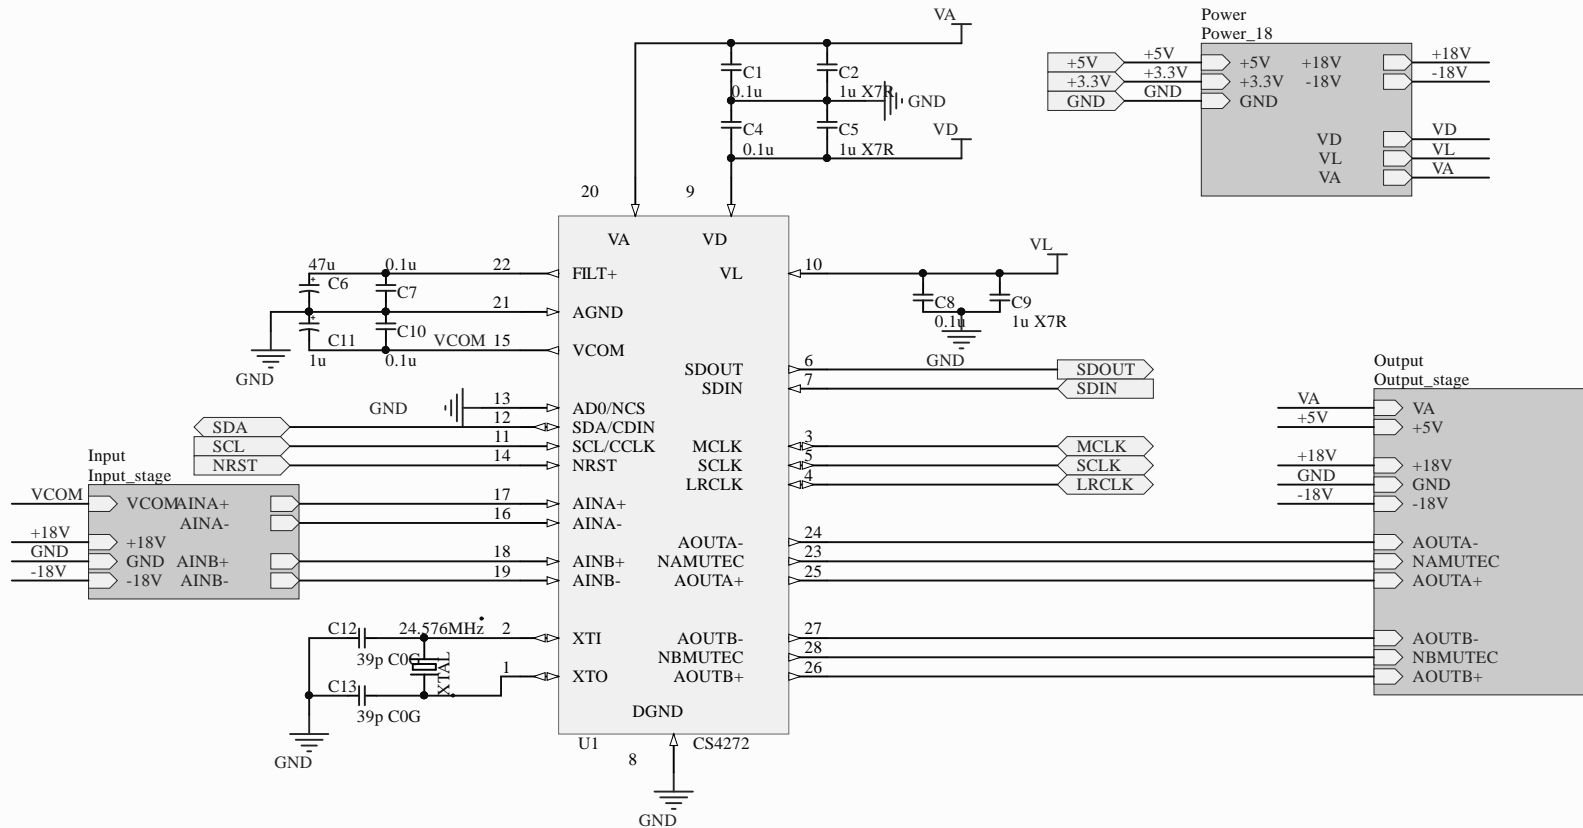 VA
C1
0.1u
C2
1u X7R
GND
C4
0.1u
C5
1u X7R
VD
Power
Power_18
+5V
+5V
+5V
+18V
+18V
+3.3V
+3.3V
+3.3V
-18V
-18V
GND
GND
GND
VD
VD
VL
VL
VA
VA
20
9
VA
VD
47u
0.1u
22
FILT+
C6
C7
21
AGND
C11
C10
1u
0.1u
VCOM
15
VCOM
GND
VL
10
VL
C8
0.1u
C9
1u X7R
GND
SDOUT
6
SDOUT
SDIN
7
SDIN
GND
13
AD0/NCS
SDA
12
SDA/CDIN
SCL
11
SCL/CCLK
NRST
14
NRST
MCLK
3
MCLK
SCLK
5
SCLK
LRCLK
4
LRCLK
Input
Input_stage
VCOM
VCOM
AINA+
17
AINA+
AINA-
16
AINA-
+18V
+18V
GND
GND
AINB+
18
AINB+
-18V
-18V
AINB-
19
AINB-
Output
Output_stage
VA
VA
+5V
+5V
+18V
+18V
GND
GND
-18V
-18V
AOUTA-
24
AOUTA-
NAMUTEC
23
NAMUTEC
AOUTA+
25
AOUTA+
AOUTB-
27
AOUTB-
NBMUTEC
28
NBMUTEC
AOUTB+
26
AOUTB+
C12
39p C0G
24.576MHz
XTAL
2
XTI
1
XTO
C13
39p C0G
GND
DGND
U1
8
CS4272
GND